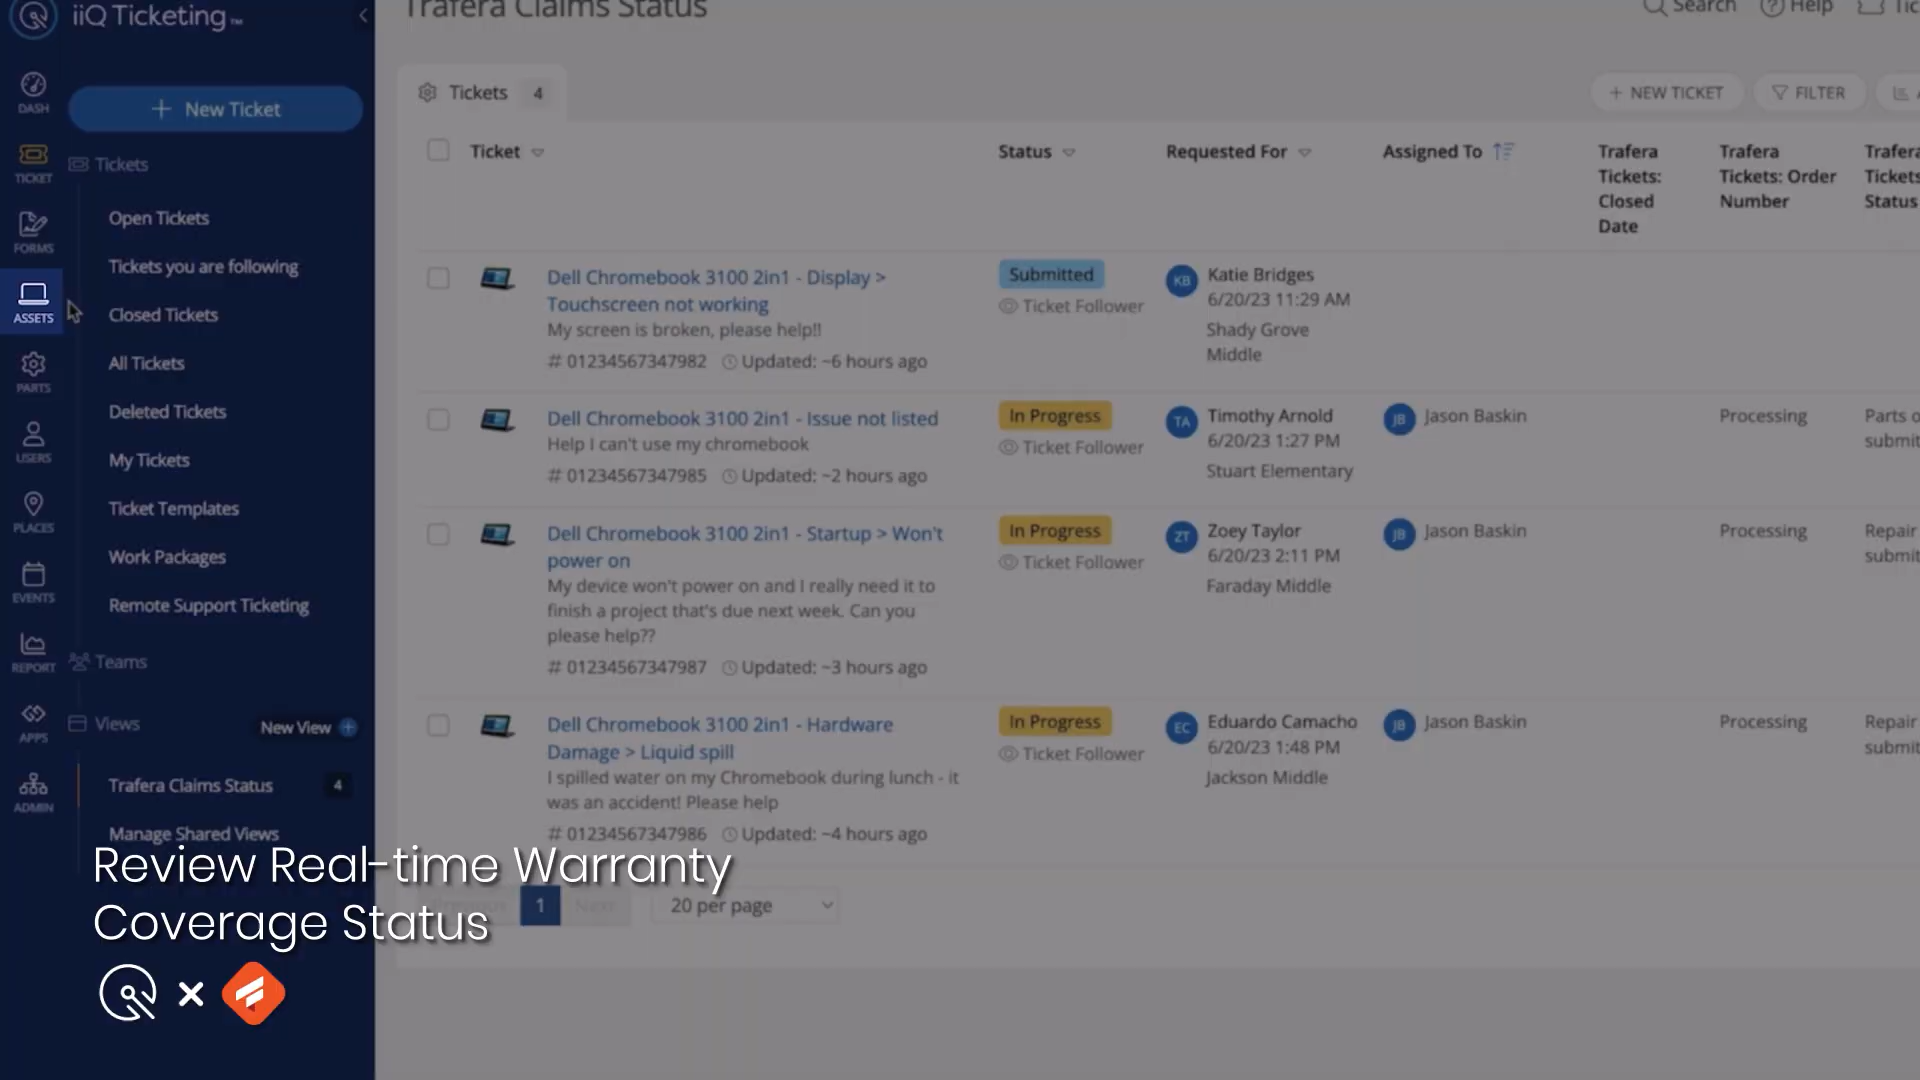 iiQ Ticketing™
Trafera Claims Status
Search
Help
DASH
TICKET
FORMS
ASSETS
PARTS
USERS
PLACES
EVENTS
REPORT
APPS
ADMIN
+ New Ticket
Tickets
Open Tickets
Tickets you are following
Closed Tickets
All Tickets
Deleted Tickets
My Tickets
Ticket Templates
Work Packages
Remote Support Ticketing
Teams
Views
New View
Trafera Claims Status 4
Manage Shared Views
Tickets 4
+ NEW TICKET
FILTER
Ticket
Status
Requested For
Assigned To
Trafera
Tickets:
Closed
Date
Trafera
Tickets: Order
Number
Trafera
Tickets
Status
Dell Chromebook 3100 2in1 - Display >
Touchscreen not working
My screen is broken, please help!!
# 01234567347982 Updated: ~6 hours ago
Submitted
Ticket Follower
KB
Katie Bridges
6/20/23 11:29 AM
Shady Grove
Middle
Dell Chromebook 3100 2in1 - Issue not listed
Help I can't use my chromebook
# 01234567347985 Updated: ~2 hours ago
In Progress
Ticket Follower
TA
Timothy Arnold
6/20/23 1:27 PM
Stuart Elementary
JB
Jason Baskin
Processing
Parts o
submit
Dell Chromebook 3100 2in1 - Startup > Won't
power on
My device won't power on and I really need it to
finish a project that's due next week. Can you
please help??
# 01234567347987 Updated: ~3 hours ago
In Progress
Ticket Follower
ZT
Zoey Taylor
6/20/23 2:11 PM
Faraday Middle
JB
Jason Baskin
Processing
Repair
submit
Dell Chromebook 3100 2in1 - Hardware
Damage > Liquid spill
I spilled water on my Chromebook during lunch - it
was an accident! Please help
# 01234567347986 Updated: ~4 hours ago
In Progress
Ticket Follower
EC
Eduardo Camacho
6/20/23 1:48 PM
Jackson Middle
JB
Jason Baskin
Processing
Repair
submit
1
Next
20 per page
Review Real-time Warranty
Coverage Status
×